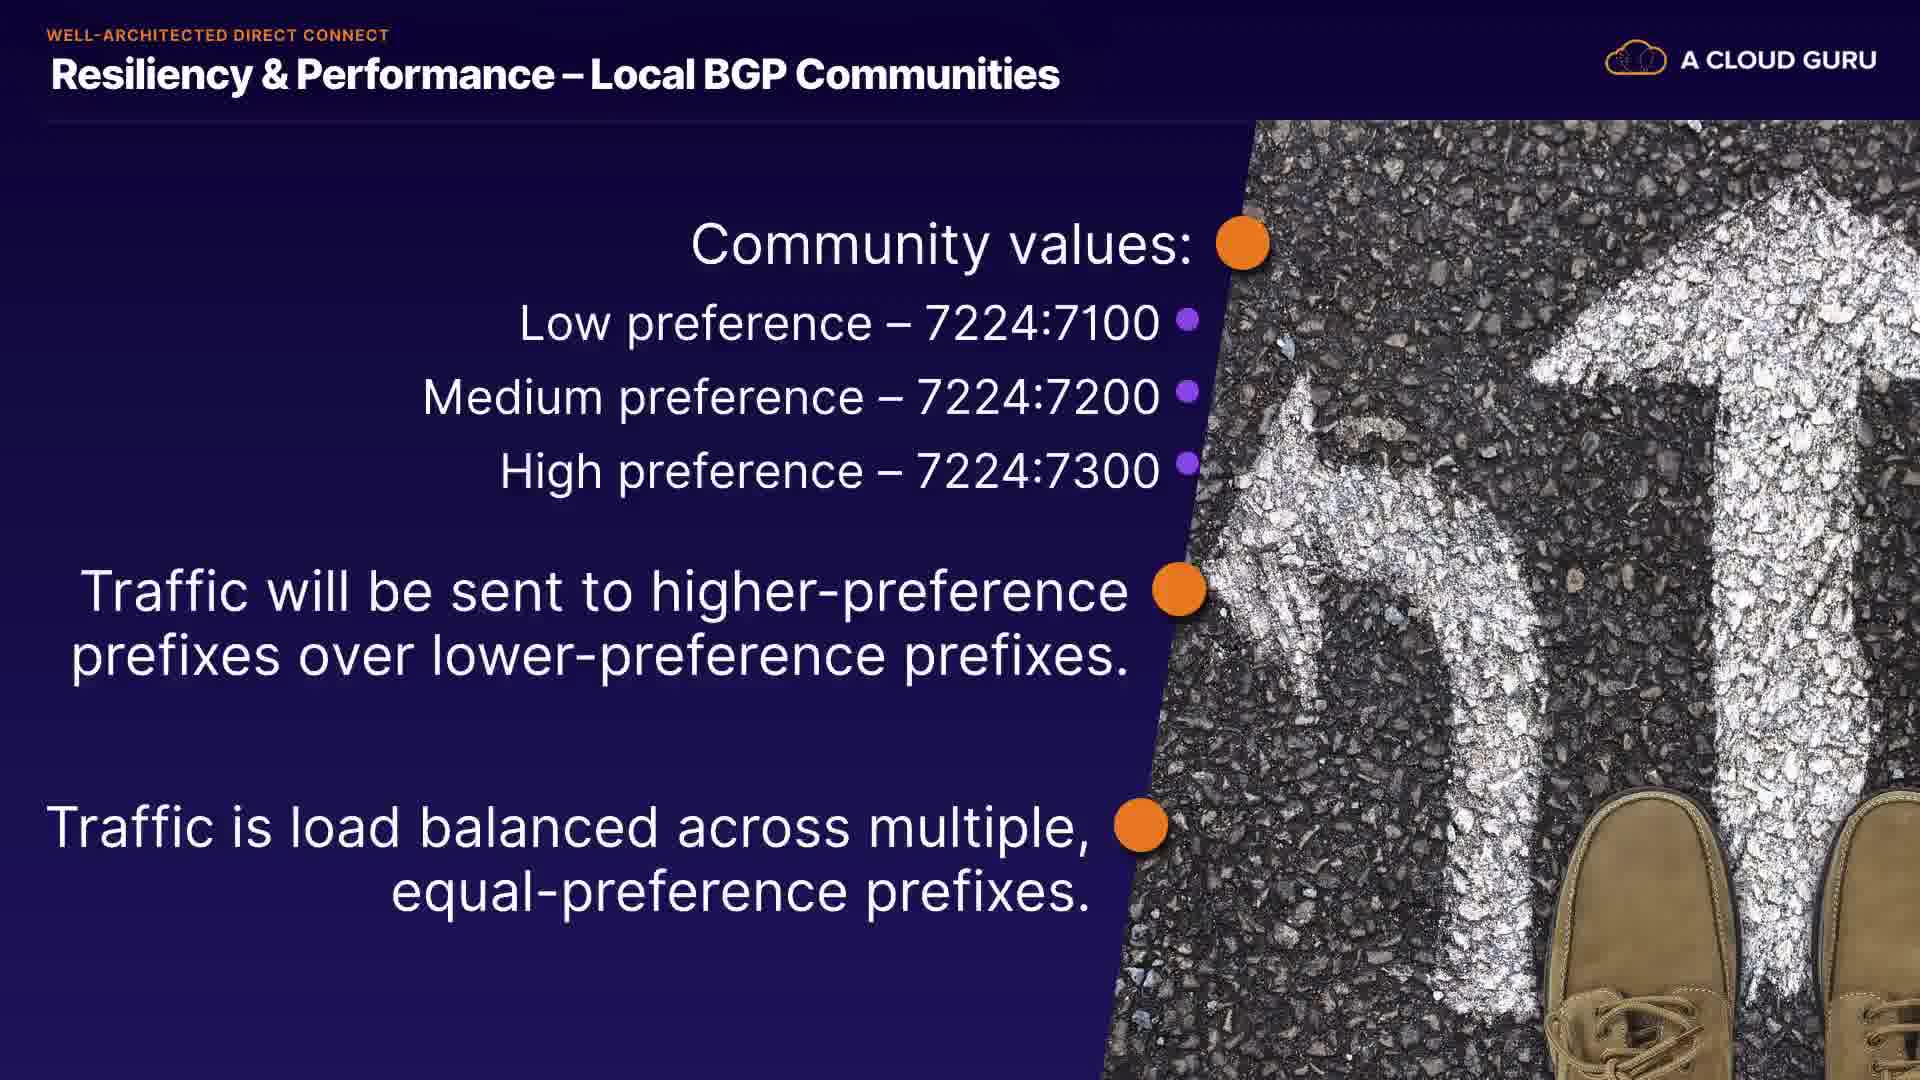 WELL-ARCHITECTED DIRECT CONNECT
Resiliency & Performance – Local BGP Communities
A CLOUD GURU
Community values:
Low preference – 7224:7100
Medium preference – 7224:7200
High preference – 7224:7300
Traffic will be sent to higher-preference
prefixes over lower-preference prefixes.
Traffic is load balanced across multiple,
equal-preference prefixes.